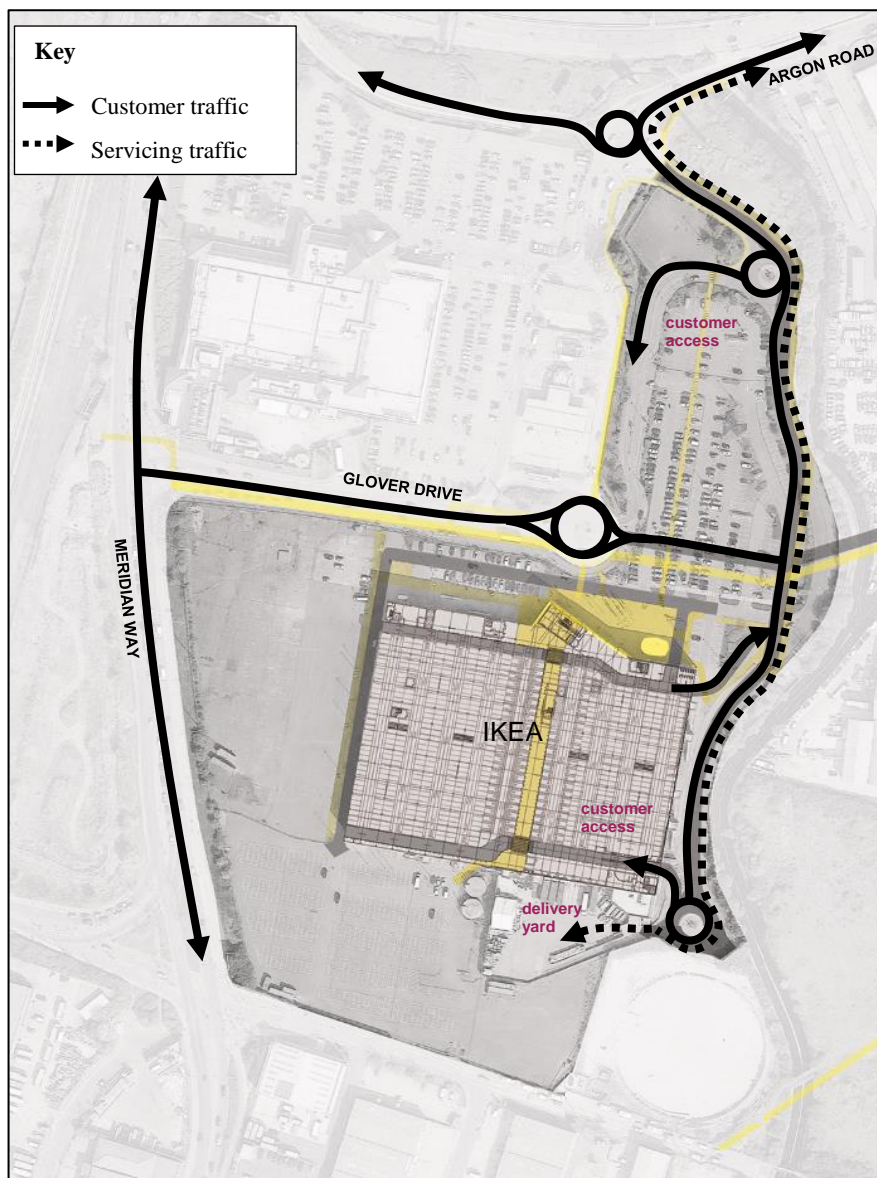 Key
Customer traffic
Servicing traffic
ARGON ROAD
customer
access
GLOVER DRIVE
MERIDIAN WAY
IKEA
customer
access
delivery
yard